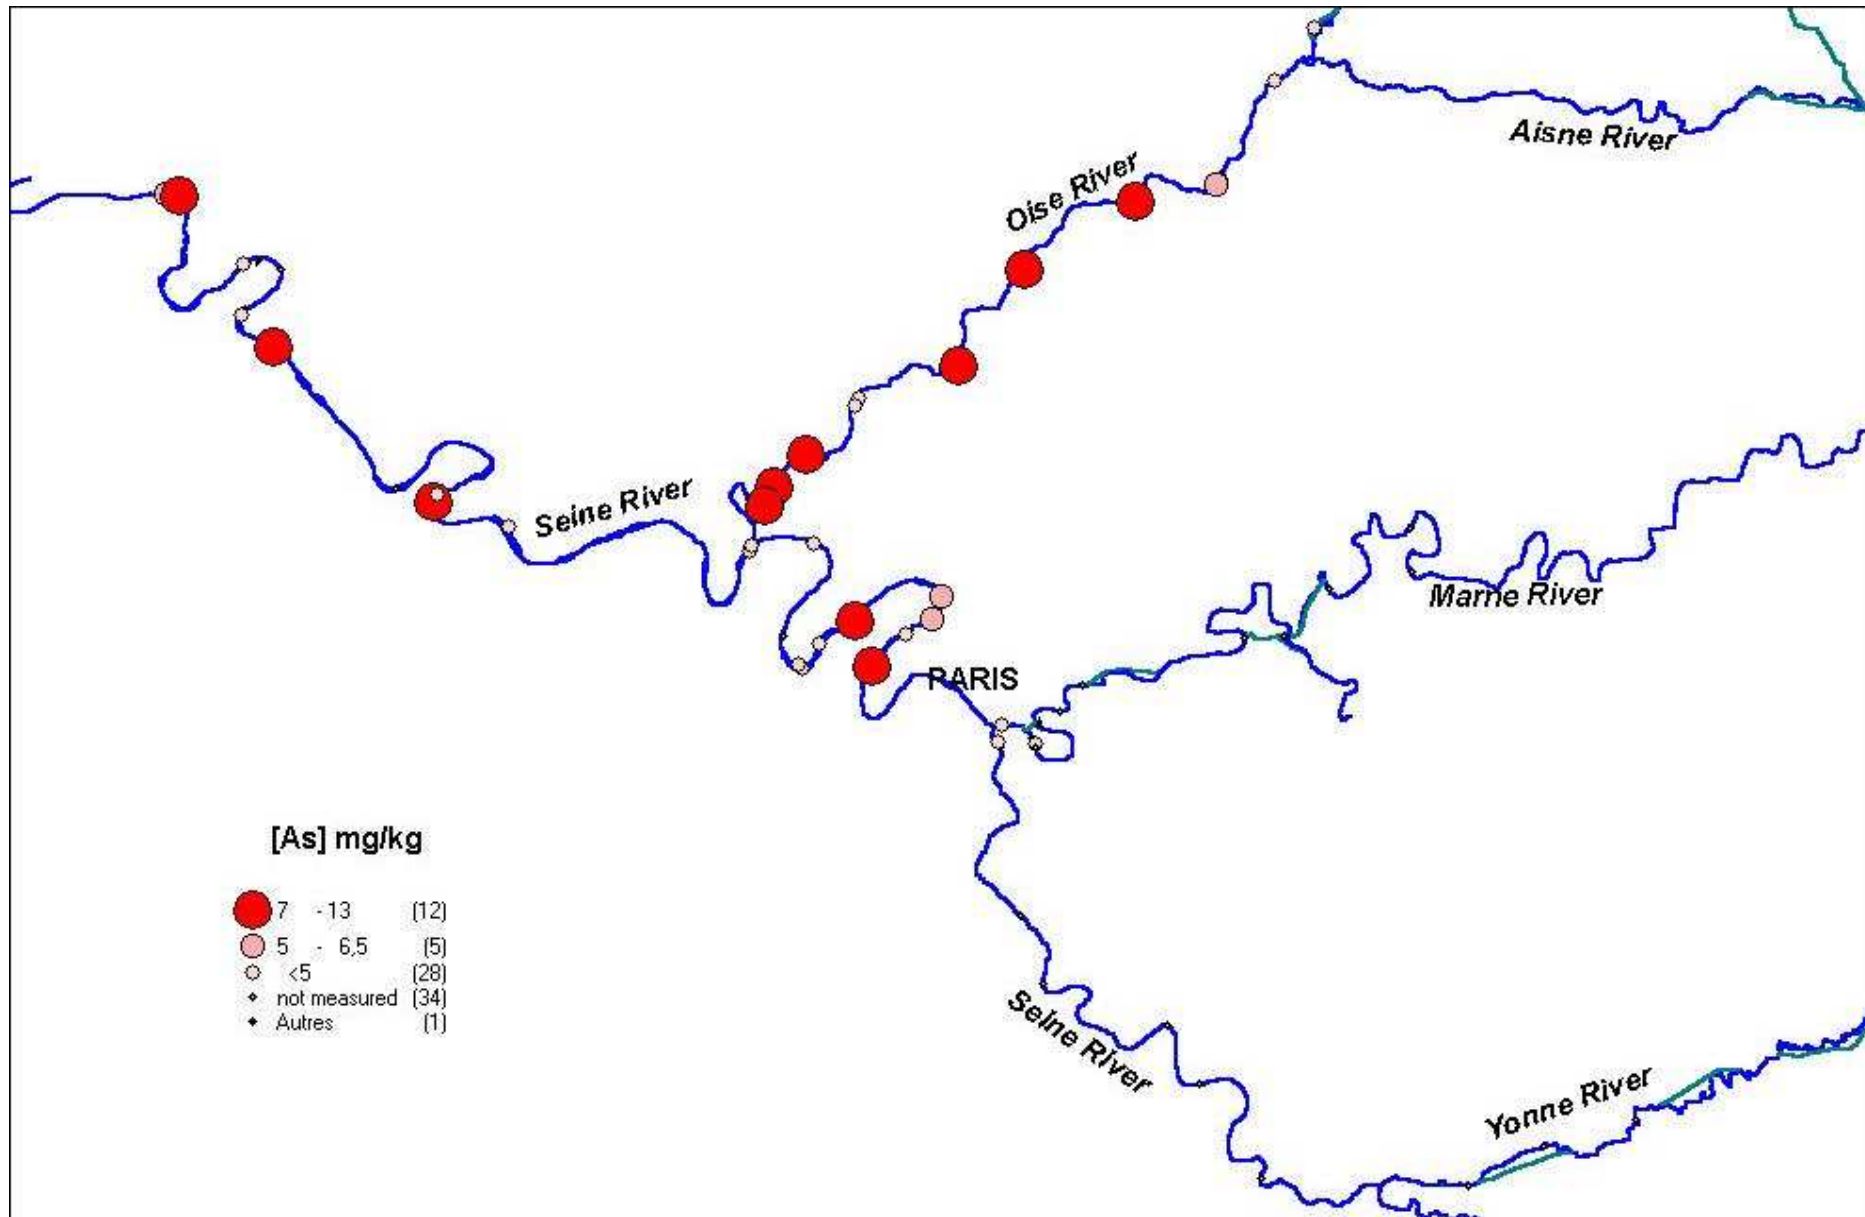 Aisne River
Oise River
Seine River
Marne River
PARIS
[As] mg/kg
7 - 13 (12)
5 - 6,5 (5)
<5 (28)
not measured (34)
Autres (1)
Seine River
Yonne River